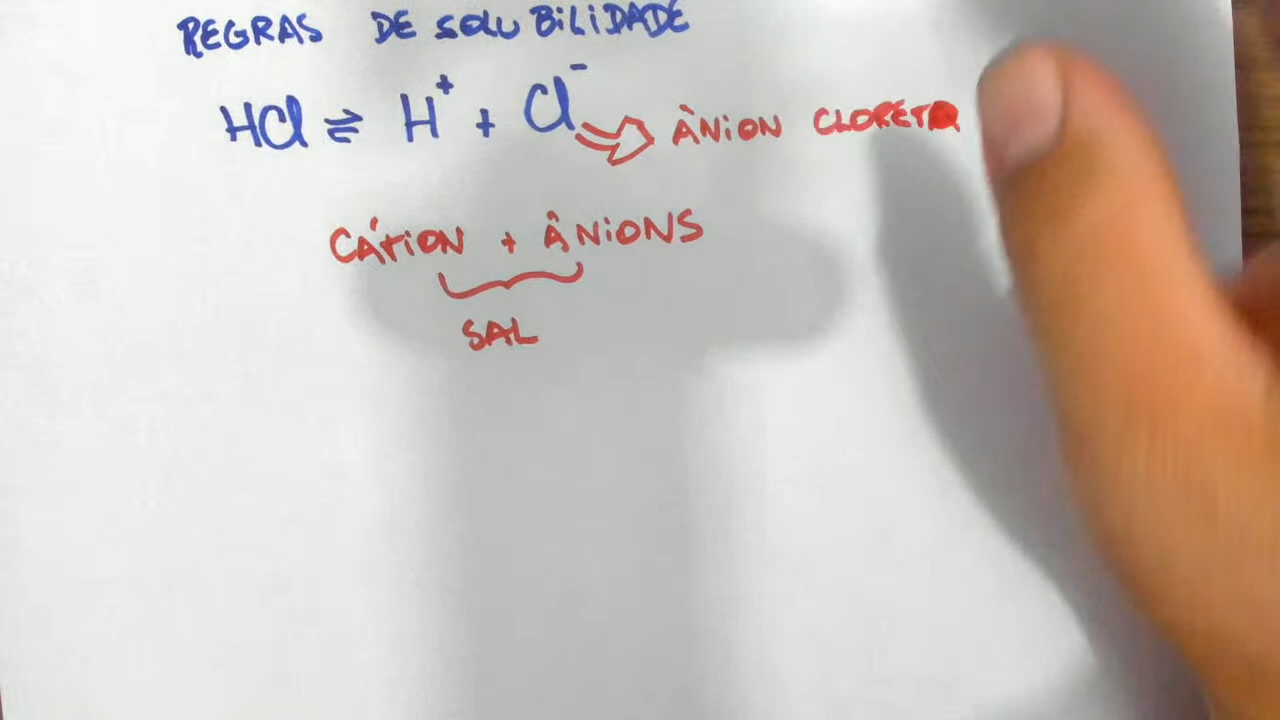 REGRAS DE SOLUBILIDADE
HCl ⇌ H⁺ + Cl⁻ ⇒ ÂNION CLORETO
CÁTION + ÂNIONS
SAL